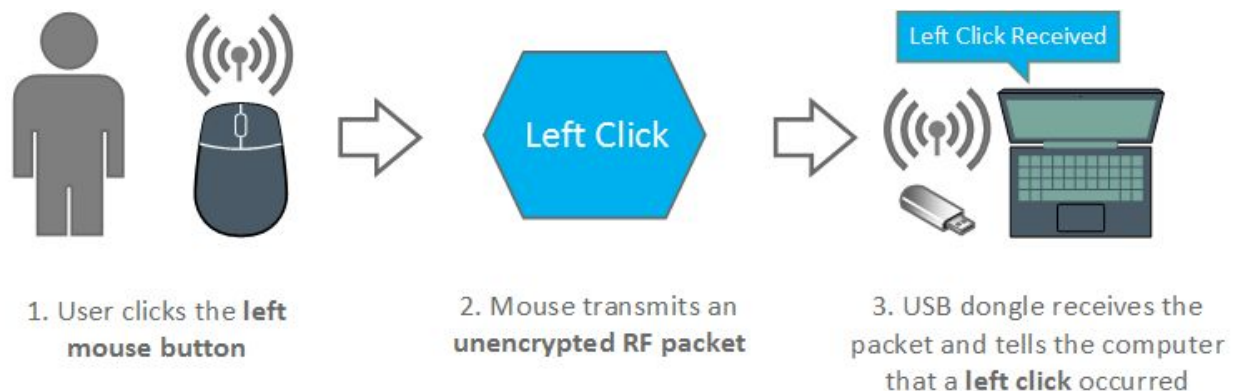 Left Click Received
Left Click
1. User clicks the left
mouse button
2. Mouse transmits an
unencrypted RF packet
3. USB dongle receives the
packet and tells the computer
that a left click occurred